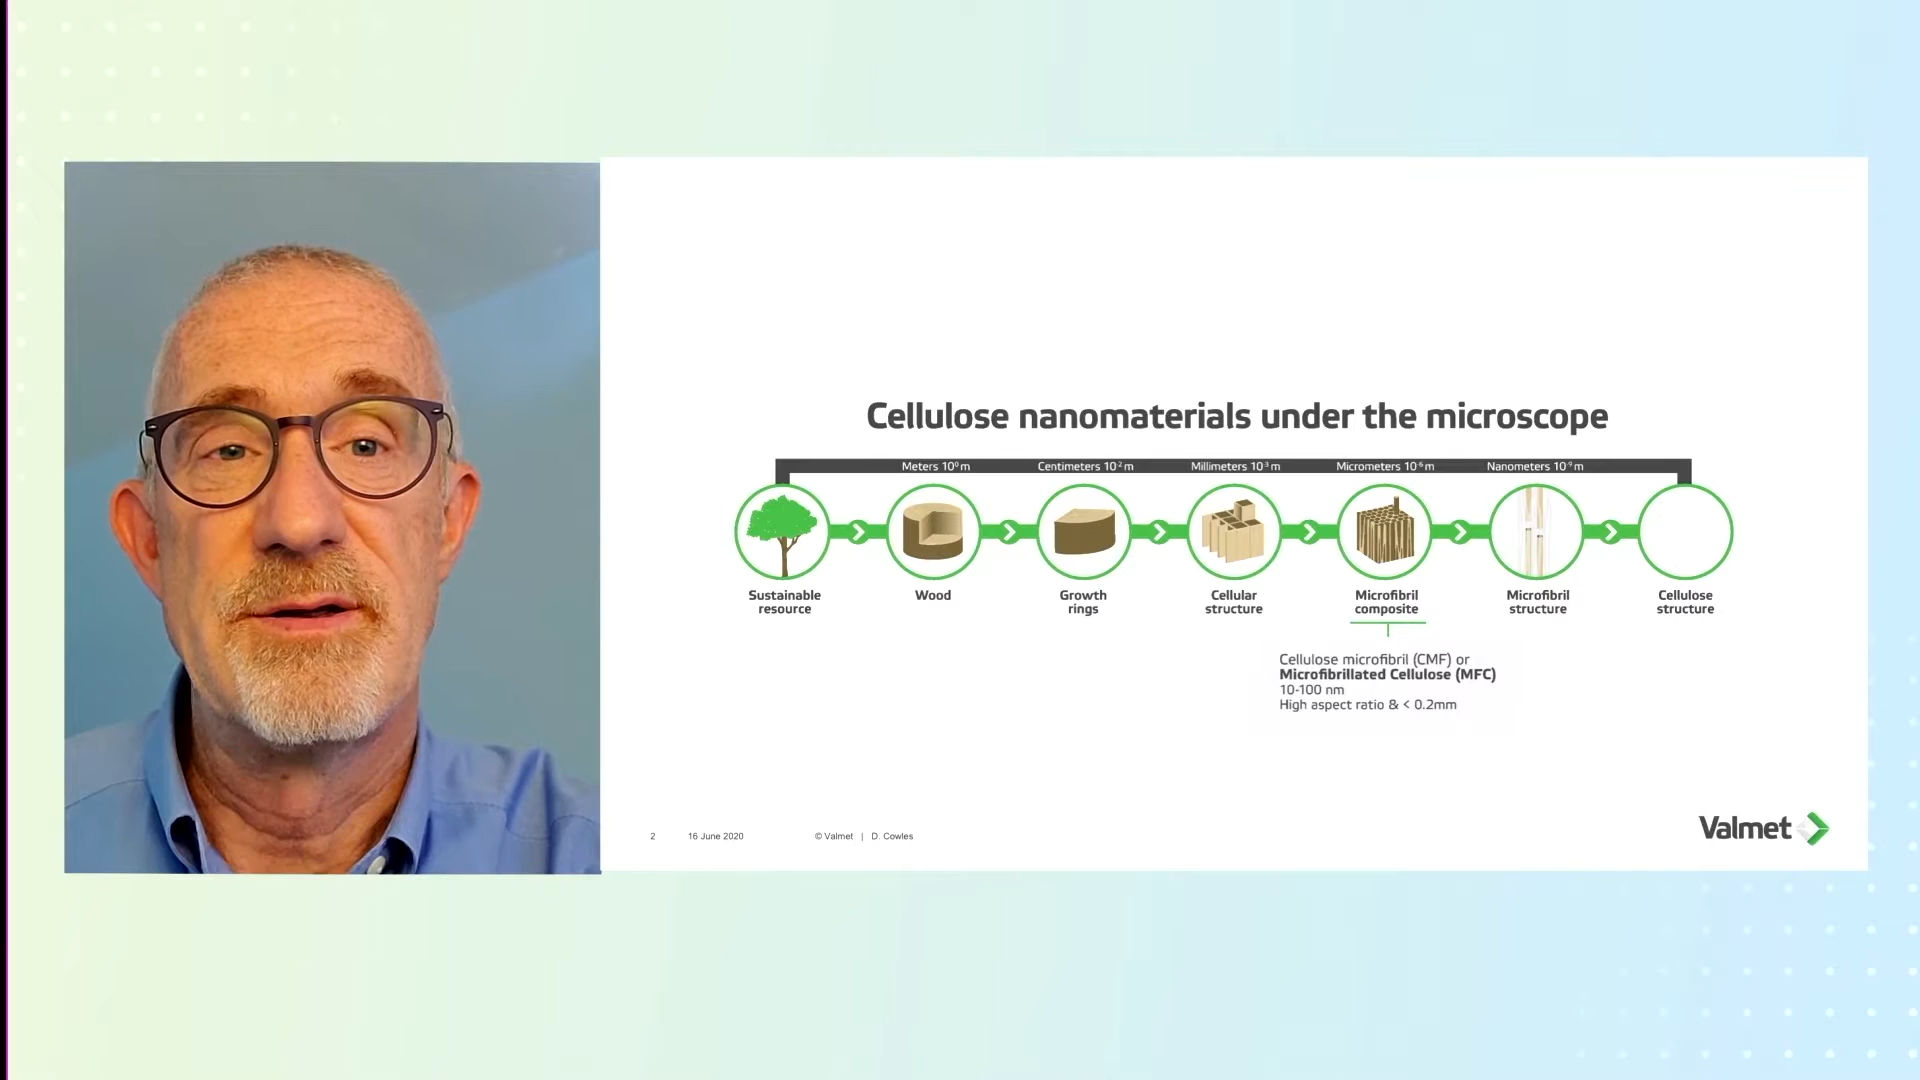 Cellulose nanomaterials under the microscope
Meters 10⁰ m
Centimeters 10⁻² m
Millimeters 10⁻³ m
Micrometers 10⁻⁶ m
Nanometers 10⁻⁹ m
Sustainable
resource
Wood
Growth
rings
Cellular
structure
Microfibril
composite
Microfibril
structure
Cellulose
structure
Cellulose microfibril (CMF) or
Microfibrillated Cellulose (MFC)
10-100 nm
High aspect ratio & < 0.2mm
2 16 June 2020 © Valmet | D. Cowles
Valmet